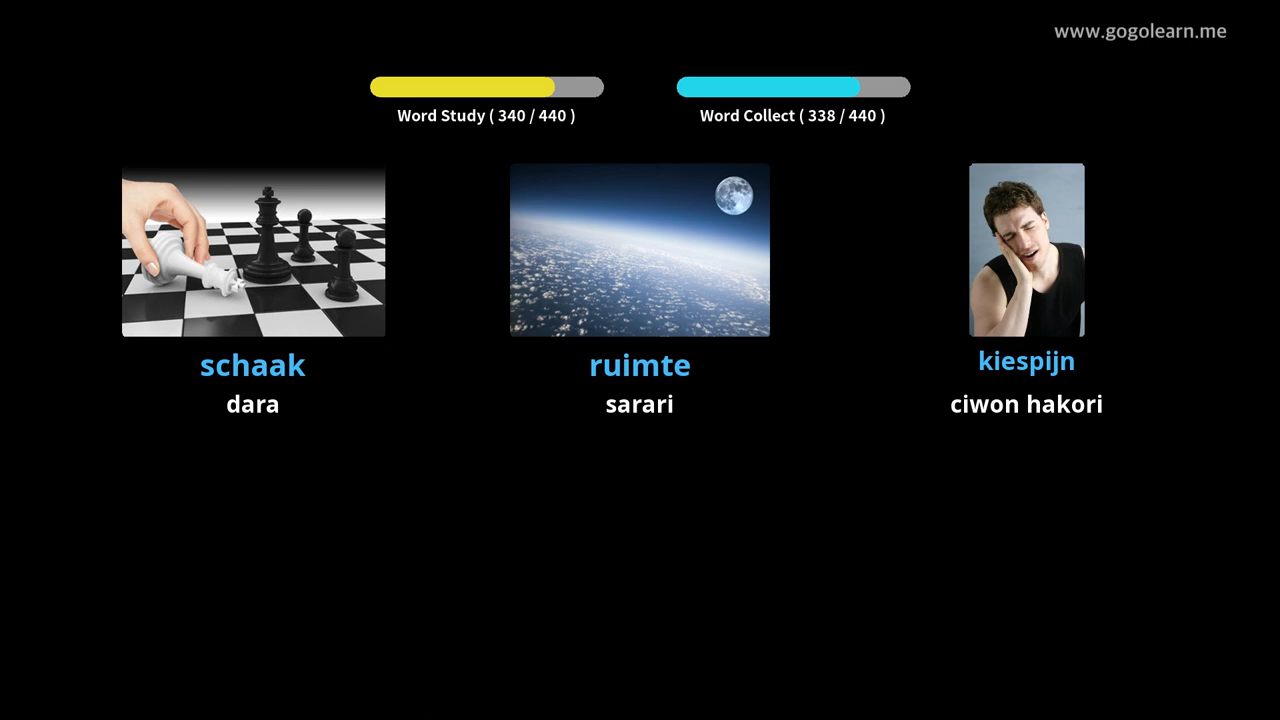 www.gogolearn.me
Word Study ( 340 / 440 )
Word Collect ( 338 / 440 )
schaak
dara
ruimte
sarari
kiespijn
ciwon hakori